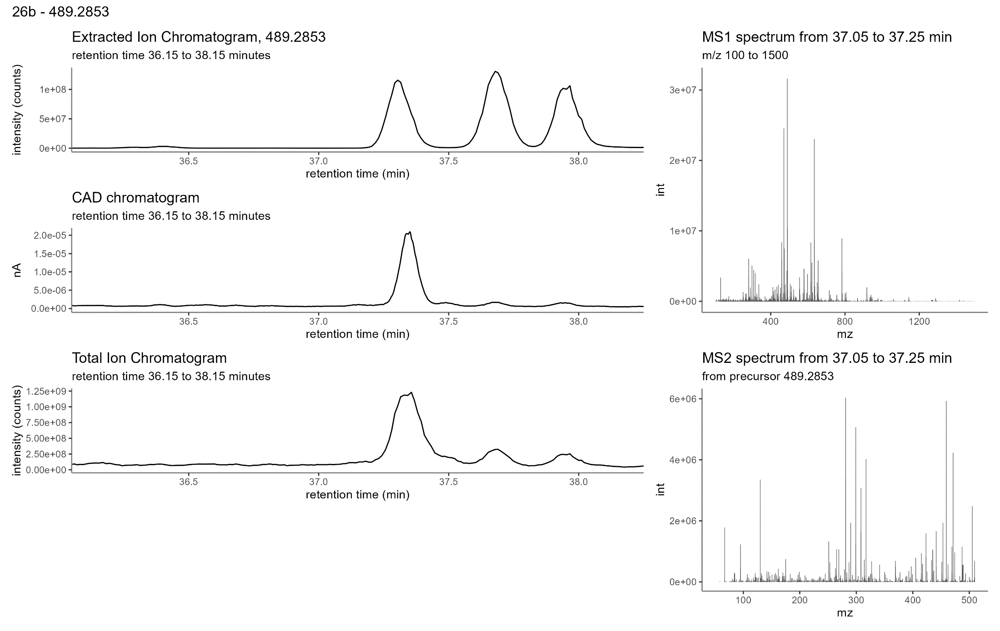 26b - 489.2853
Extracted Ion Chromatogram, 489.2853
retention time 36.15 to 38.15 minutes
intensity (counts)
1e+08
5e+07
0e+00
36.5 37.0 37.5 38.0
retention time (min)
CAD chromatogram
retention time 36.15 to 38.15 minutes
nA
2.0e-05
1.5e-05
1.0e-05
5.0e-06
0.0e+00
36.5 37.0 37.5 38.0
retention time (min)
Total Ion Chromatogram
retention time 36.15 to 38.15 minutes
intensity (counts)
1.25e+09
1.00e+09
7.50e+08
5.00e+08
2.50e+08
0.00e+00
36.5 37.0 37.5 38.0
retention time (min)
MS1 spectrum from 37.05 to 37.25 min
m/z 100 to 1500
int
3e+07
2e+07
1e+07
0e+00
400 800 1200
mz
MS2 spectrum from 37.05 to 37.25 min
from precursor 489.2853
int
6e+06
4e+06
2e+06
0e+00
100 200 300 400 500
mz